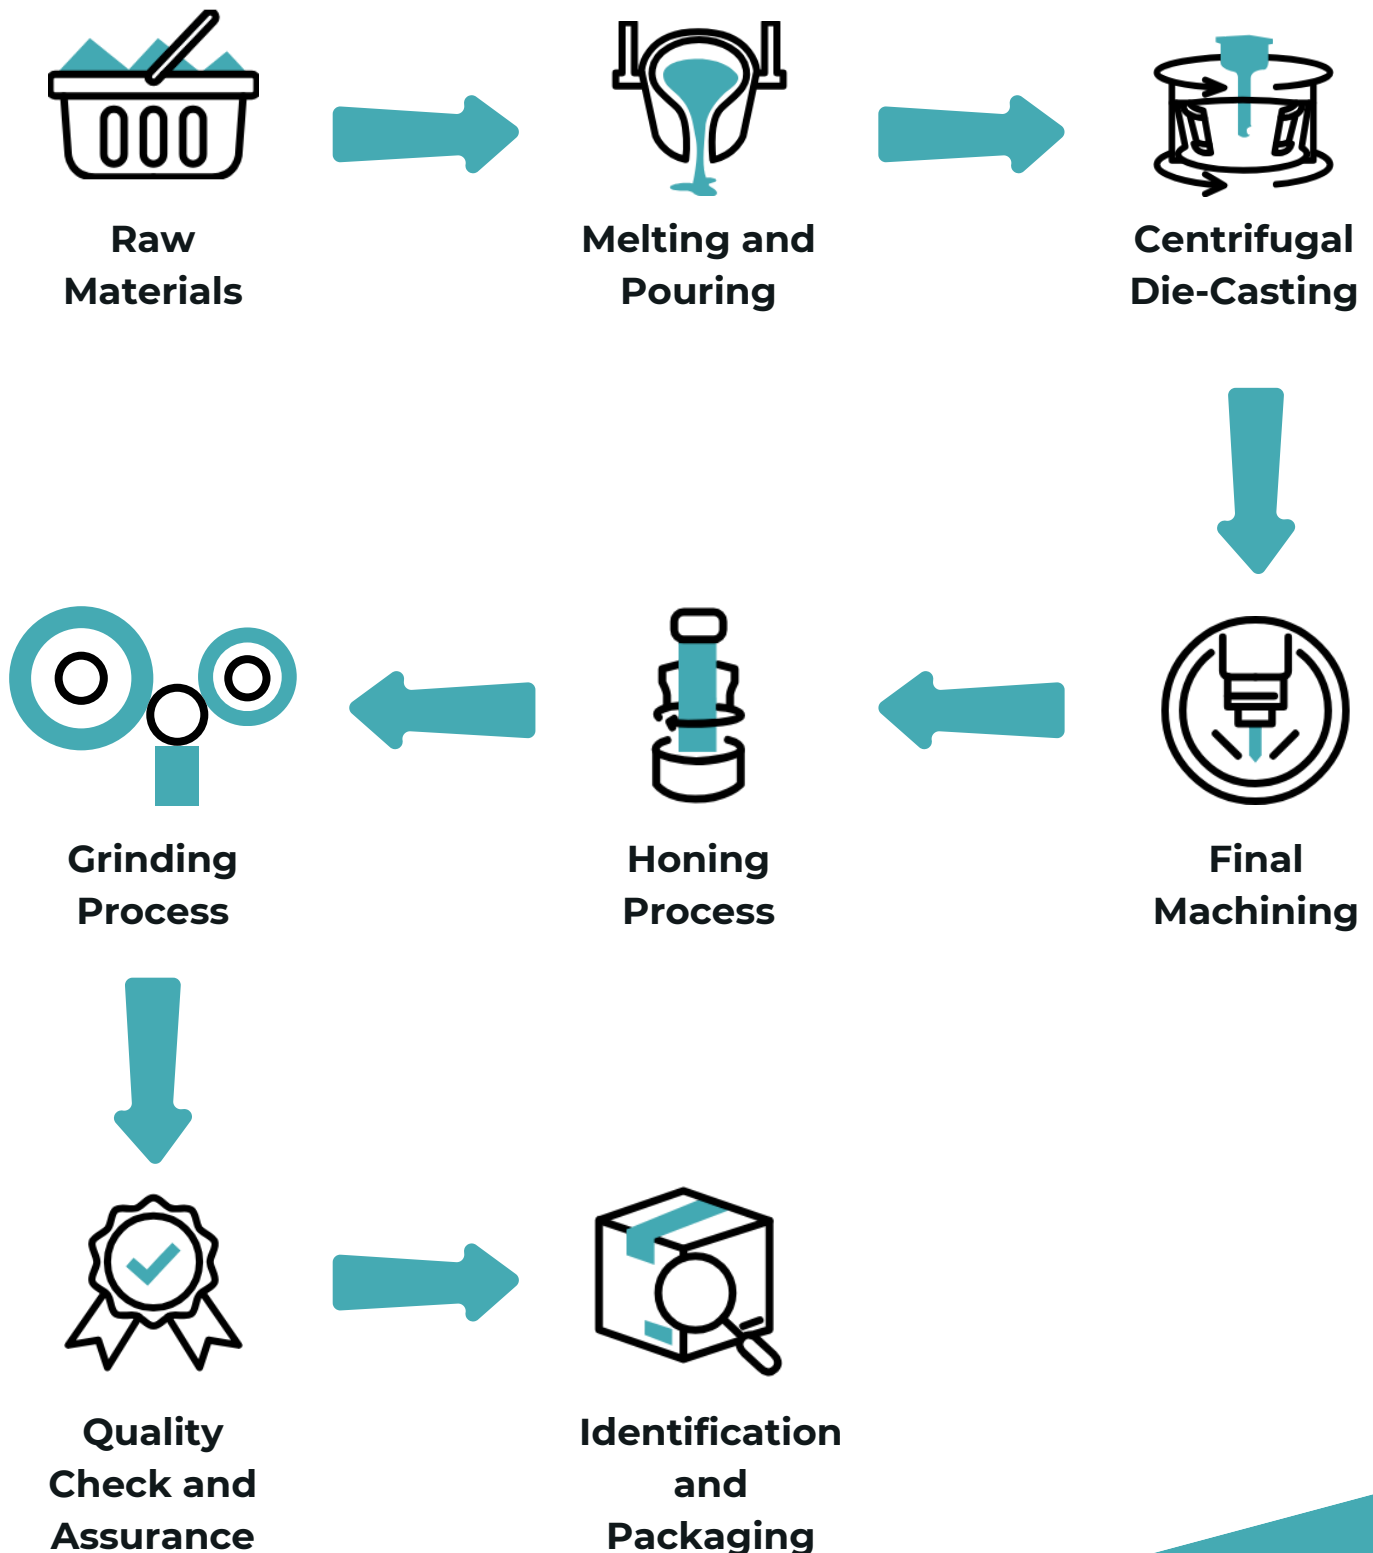 Raw
Materials
Melting and
Pouring
Centrifugal
Die-Casting
Final
Machining
Honing
Process
Grinding
Process
Quality
Check and
Assurance
Identification
and
Packaging